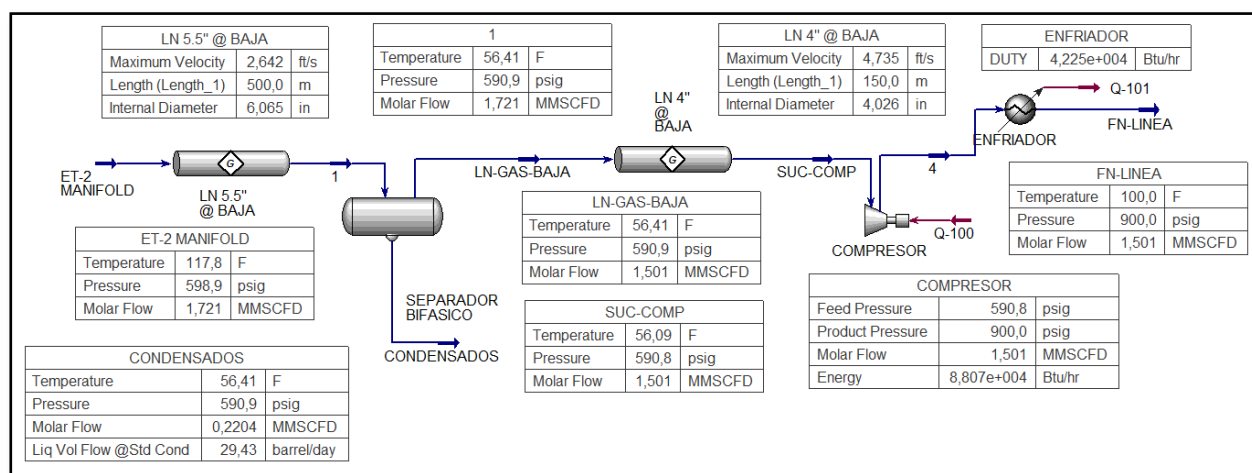 LN 5.5" @ BAJA
Maximum Velocity 2,642 ft/s
Length (Length_1) 500,0 m
Internal Diameter 6,065 in
1
Temperature 56,41 F
Pressure 590,9 psig
Molar Flow 1,721 MMSCFD
LN 4" @ BAJA
Maximum Velocity 4,735 ft/s
Length (Length_1) 150,0 m
Internal Diameter 4,026 in
ENFRIADOR
DUTY 4,225e+004 Btu/hr
ET-2
MANIFOLD
G
LN 5.5"
@ BAJA
1
LN-GAS-BAJA
LN 4"
@
BAJA
G
SUC-COMP
4
Q-101
ENFRIADOR
FN-LINEA
COMPRESOR
Q-100
SEPARADOR
BIFASICO
CONDENSADOS
ET-2 MANIFOLD
Temperature 117,8 F
Pressure 598,9 psig
Molar Flow 1,721 MMSCFD
LN-GAS-BAJA
Temperature 56,41 F
Pressure 590,9 psig
Molar Flow 1,501 MMSCFD
FN-LINEA
Temperature 100,0 F
Pressure 900,0 psig
Molar Flow 1,501 MMSCFD
CONDENSADOS
Temperature 56,41 F
Pressure 590,9 psig
Molar Flow 0,2204 MMSCFD
Liq Vol Flow @Std Cond 29,43 barrel/day
SUC-COMP
Temperature 56,09 F
Pressure 590,8 psig
Molar Flow 1,501 MMSCFD
COMPRESOR
Feed Pressure 590,8 psig
Product Pressure 900,0 psig
Molar Flow 1,501 MMSCFD
Energy 8,807e+004 Btu/hr